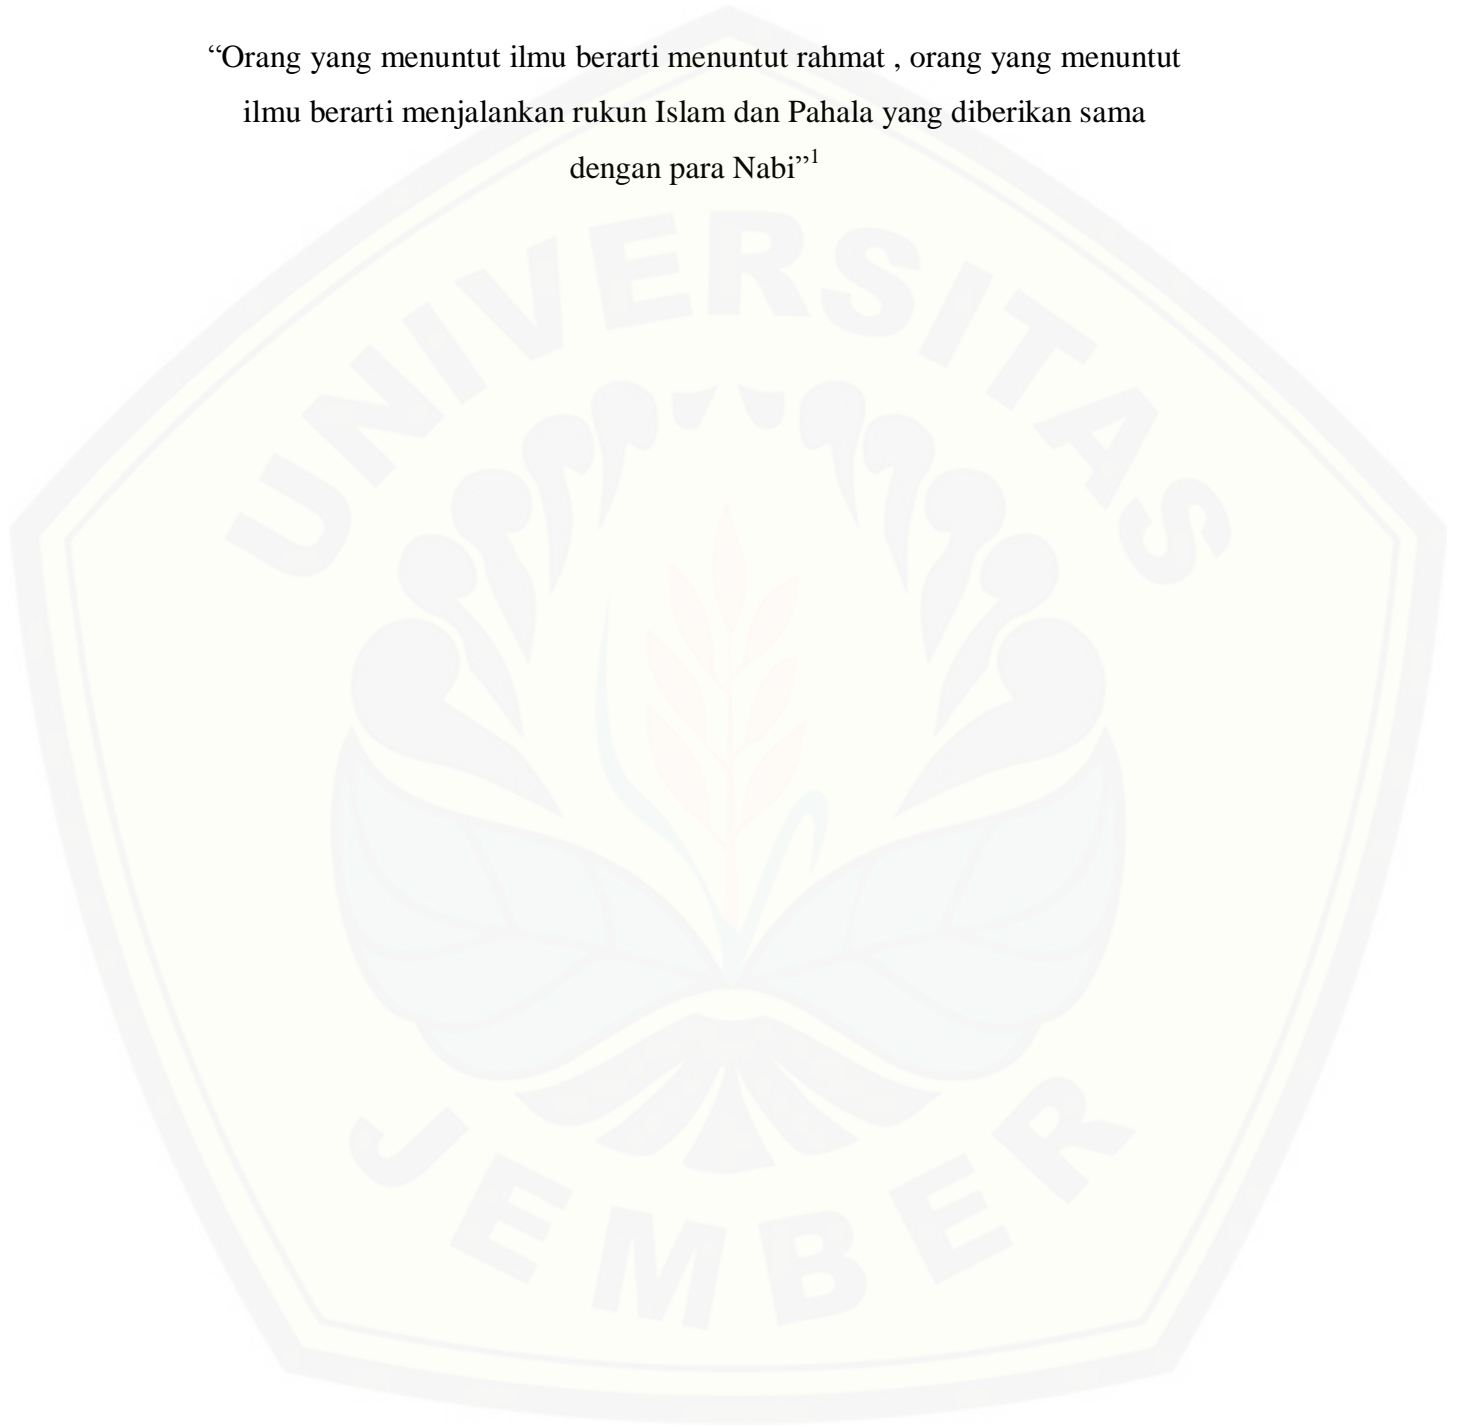 “Orang yang menuntut ilmu berarti menuntut rahmat , orang yang menuntut
ilmu berarti menjalankan rukun Islam dan Pahala yang diberikan sama
dengan para Nabi”¹
UNIVERSITAS
JEMBER